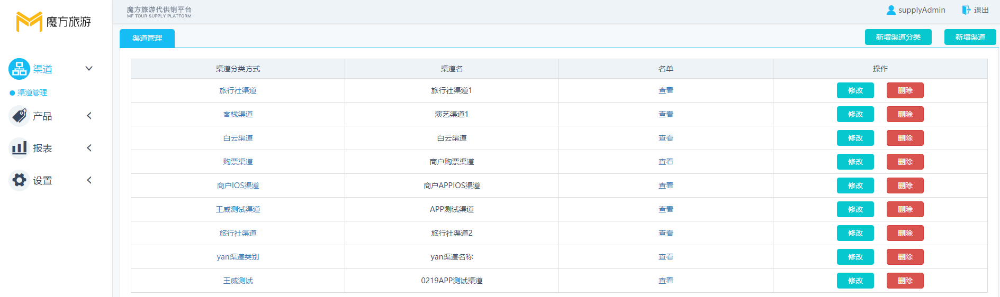 魔方旅游
魔方旅游代供销平台
MF TOUR SUPPLY PLATFORM
supplyAdmin
退出
渠道
渠道管理
产品
报表
设置
渠道管理
新增渠道分类
新增渠道
渠道分类方式 渠道名 名单 操作
旅行社渠道 旅行社渠道1 查看 修改 删除
客栈渠道 演艺渠道1 查看 修改 删除
白云渠道 白云渠道 查看 修改 删除
购票渠道 商户购票渠道 查看 修改 删除
商户IOS渠道 商户APPIOS渠道 查看 修改 删除
王威测试渠道 APP测试渠道 查看 修改 删除
旅行社渠道 旅行社渠道2 查看 修改 删除
yan渠道类别 yan渠道名称 查看 修改 删除
王威测试 0219APP测试渠道 查看 修改 删除